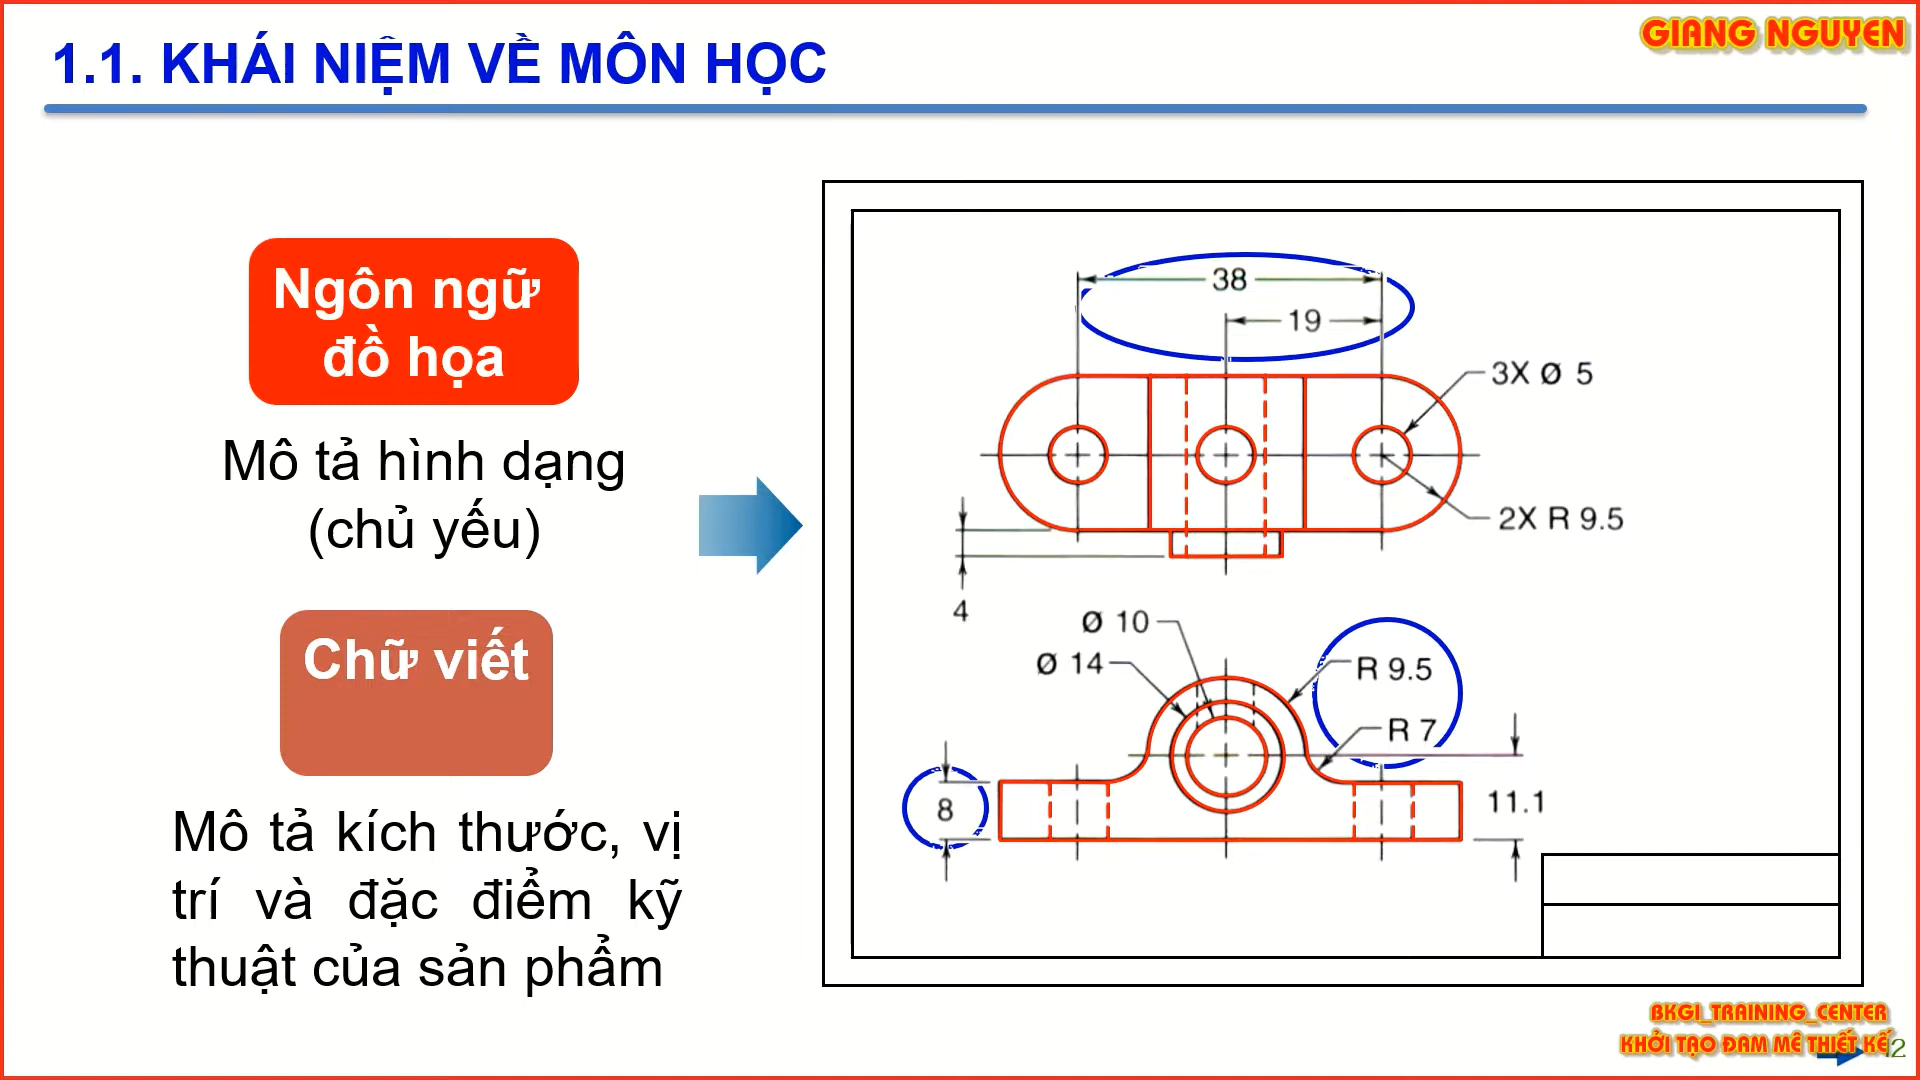 1.1. KHÁI NIỆM VỀ MÔN HỌC
GIANG NGUYEN
Ngôn ngữ
đồ họa
Mô tả hình dạng
(chủ yếu)
Chữ viết
Mô tả kích thước, vị
trí và đặc điểm kỹ
thuật của sản phẩm
38
19
3X Ø 5
2X R 9.5
4
Ø 10
Ø 14
R 9.5
R 7
8
11.1
BKGI_TRAINING_CENTER
KHỞI TẠO ĐAM MÊ THIẾT KẾ
12